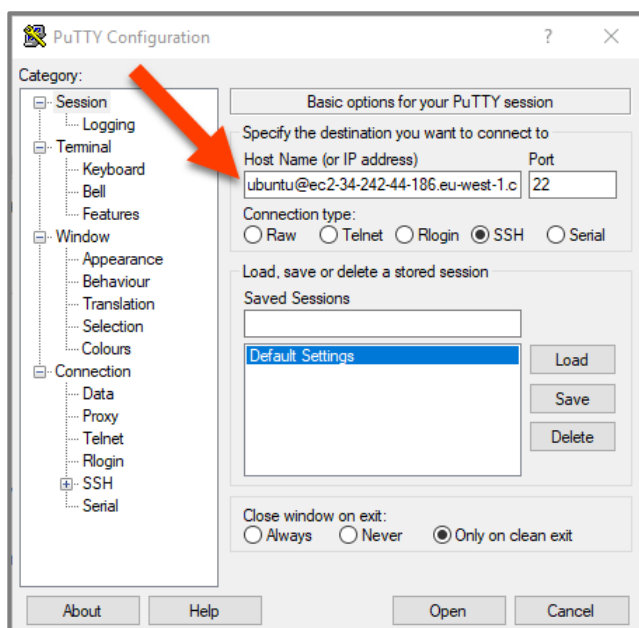 PuTTY Configuration
?
Category:
Session
Logging
Terminal
Keyboard
Bell
Features
Window
Appearance
Behaviour
Translation
Selection
Colours
Connection
Data
Proxy
Telnet
Rlogin
SSH
Serial
Basic options for your PuTTY session
Specify the destination you want to connect to
Host Name (or IP address) Port
ubuntu@ec2-34-242-44-186.eu-west-1.c 22
Connection type:
Raw Telnet Rlogin SSH Serial
Load, save or delete a stored session
Saved Sessions
Default Settings
Load
Save
Delete
Close window on exit:
Always Never Only on clean exit
About Help Open Cancel